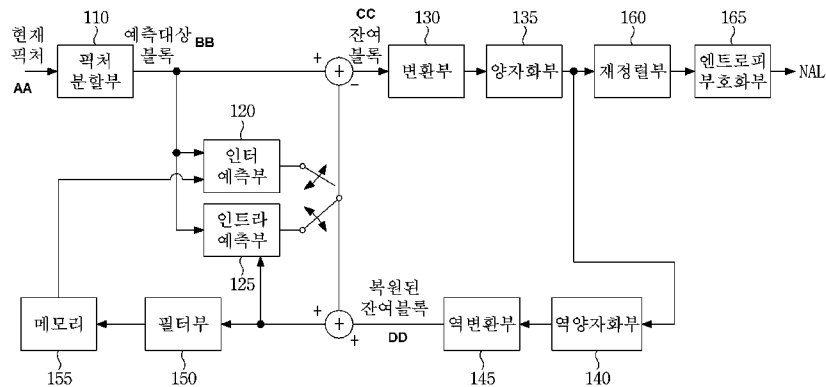 110
현재
픽처
AA
픽처
분할부
예측대상
블록
BB
+
+
−
CC
잔여
블록
130
변환부
135
양자화부
160
재정렬부
165
엔트로피
부호화부
NAL
120
인터
예측부
인트라
예측부
125
메모리
155
필터부
150
+
+
+
복원된
잔여블록
DD
역변환부
145
역양자화부
140